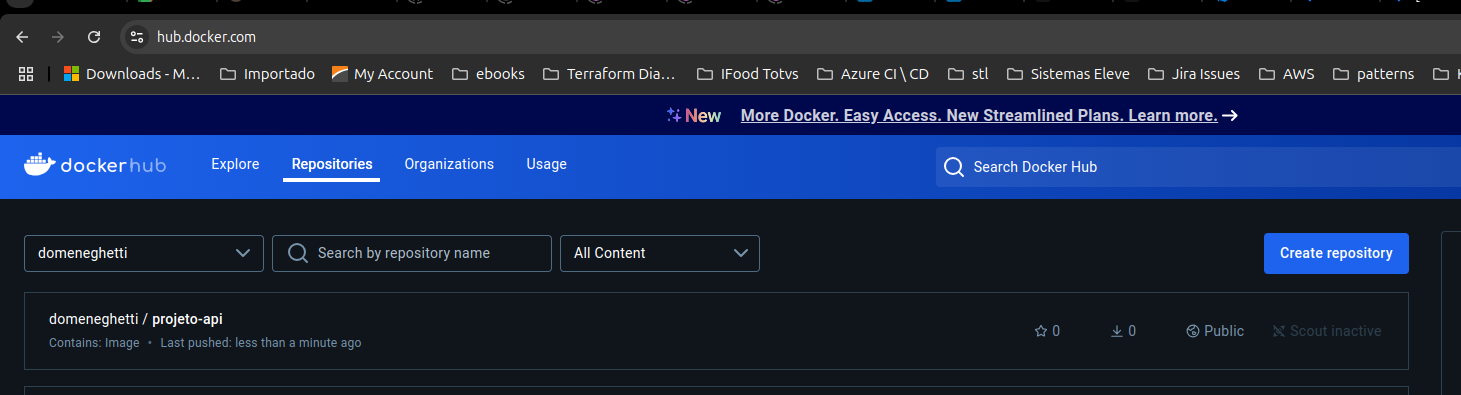 hub.docker.com
Downloads - M... Importado My Account ebooks Terraform Dia... IFood Totvs Azure CI \ CD stl Sistemas Eleve Jira Issues AWS patterns
New More Docker. Easy Access. New Streamlined Plans. Learn more.
dockerhub Explore Repositories Organizations Usage Search Docker Hub
domeneghetti Search by repository name All Content Create repository
domeneghetti / projeto-api
0 0 Public Scout inactive
Contains: Image • Last pushed: less than a minute ago